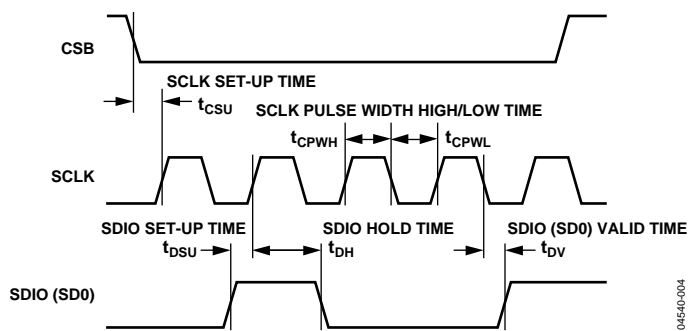 CSB
SCLK SET-UP TIME
tCSU
SCLK PULSE WIDTH HIGH/LOW TIME
tCPWH
tCPWL
SCLK
SDIO SET-UP TIME
SDIO HOLD TIME
SDIO (SD0) VALID TIME
tDSU
tDH
tDV
SDIO (SD0)
04540-004